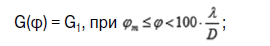 G(φ) = G₁, при φₘ ≤ φ < 100 · λ/D ;